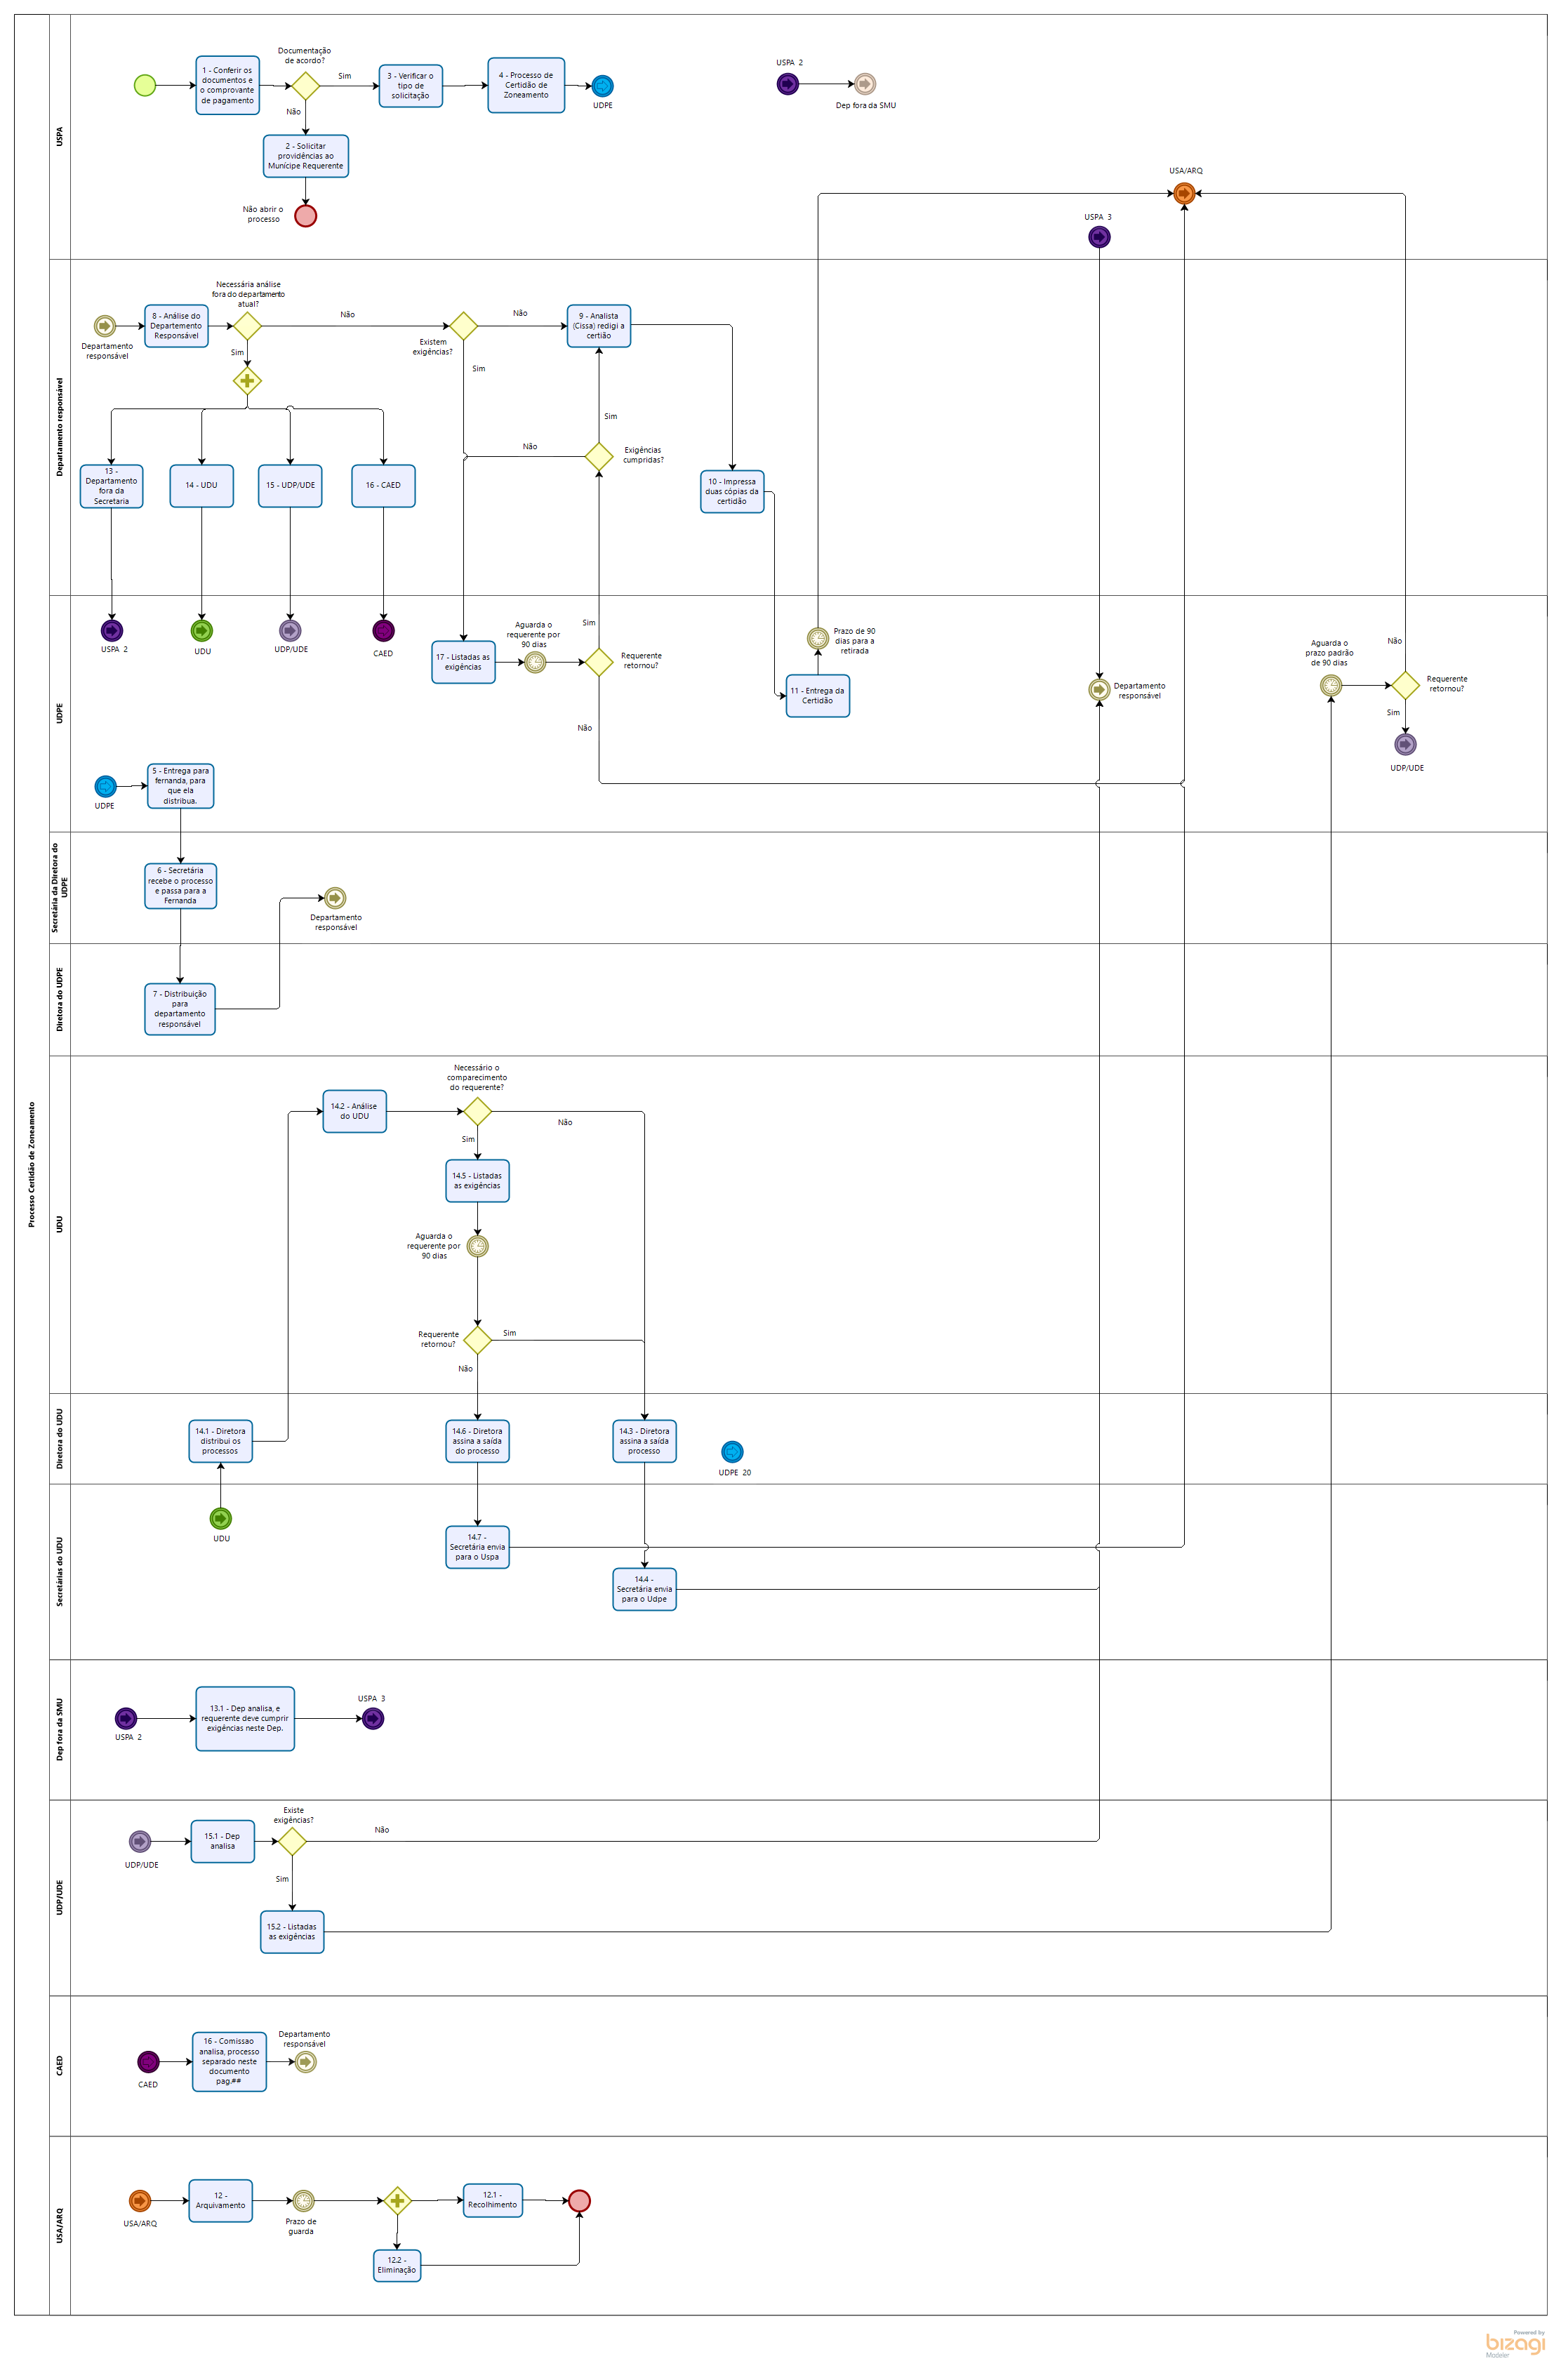 Processo Certidão de Zoneamento
USPA
1 - Conferir os
documentos e
o comprovante
de pagamento
Documentação
de acordo?
Sim
Não
2 - Solicitar
providências ao
Munícipe Requerente
Não abrir o
processo
3 - Verificar o
tipo de
solicitação
4 - Processo de
Certidão de
Zoneamento
UDPE
USPA 2
Dep fora da SMU
USA/ARQ
USPA 3
Departamento responsável
Departamento
responsável
8 - Análise do
Departemento
Responsável
Necessária análise
fora do departamento
atual?
Não
Sim
Existem
exigências?
Não
Sim
9 - Analista
(Cissa) redigi a
certião
Sim
Não
Exigências
cumpridas?
10 - Impressa
duas cópias da
certidão
13 -
Departamento
fora da
Secretaria
14 - UDU
15 - UDP/UDE
16 - CAED
UDPE
USPA 2
UDU
UDP/UDE
CAED
17 - Listadas as
exigências
Aguarda o
requerente por
90 dias
Sim
Requerente
retornou?
Não
11 - Entrega da
Certidão
Prazo de 90
dias para a
retirada
Departamento
responsável
Aguarda o
prazo padrão
de 90 dias
Não
Requerente
retornou?
Sim
UDP/UDE
UDPE
5 - Entrega para
fernanda, para
que ela
distribua.
Secretária da Diretora do
UDPE
6 - Secretária
recebe o processo
e passa para a
Fernanda
Departamento
responsável
Diretora do UDPE
7 - Distribuição
para
departamento
responsável
UDU
14.2 - Análise
do UDU
Necessário o
comparecimento
do requerente?
Não
Sim
14.5 - Listadas
as exigências
Aguarda o
requerente por
90 dias
Requerente
retornou?
Sim
Não
Diretora do UDU
14.1 - Diretora
distribui os
processos
14.6 - Diretora
assina a saída
do processo
14.3 - Diretora
assina a saída
processo
UDPE 20
Secretárias do UDU
UDU
14.7 -
Secretária envia
para o Uspa
14.4 -
Secretária envia
para o Udpe
Dep fora da SMU
USPA 2
13.1 - Dep analisa, e
requerente deve cumprir
exigências neste Dep.
USPA 3
UDP/UDE
UDP/UDE
15.1 - Dep
analisa
Existe
exigências?
Não
Sim
15.2 - Listadas
as exigências
CAED
CAED
16 - Comissao
analisa, processo
separado neste
documento
pag.##
Departamento
responsável
USA/ARQ
USA/ARQ
12 -
Arquivamento
Prazo de
guarda
12.1 -
Recolhimento
12.2 -
Eliminação
Powered by
bizagi
Modeler